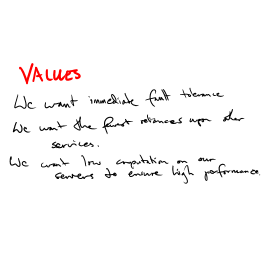 VALUES
We want immediate fault tolerance
We want the fewest reliances upon other
services.
We want low computation on our
servers to ensure high performance.